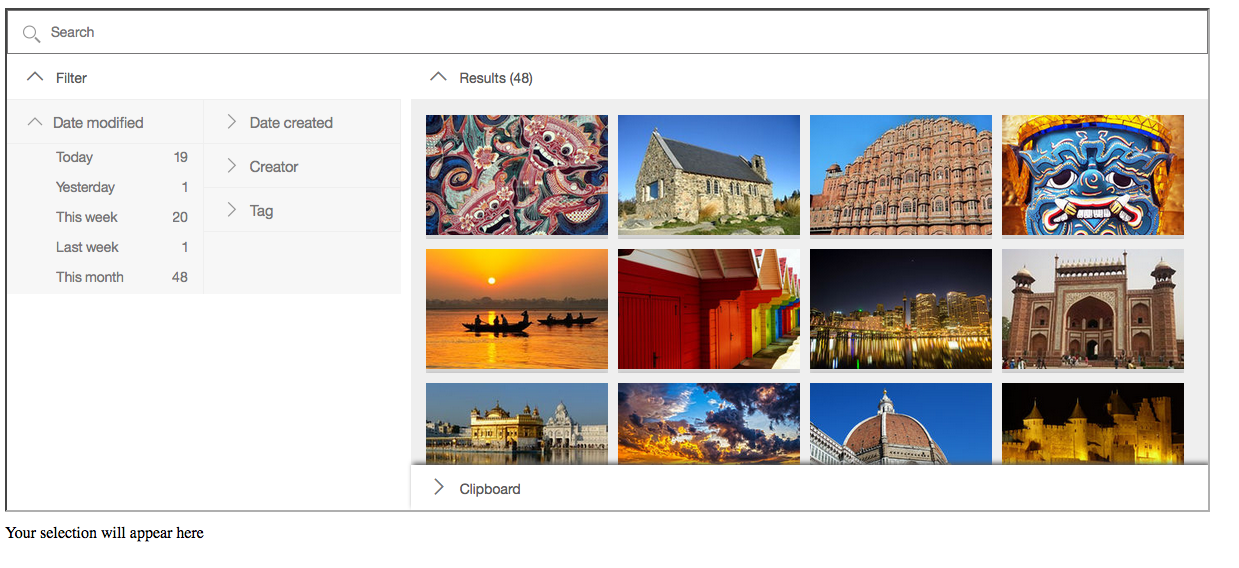 Search
Filter
Results (48)
Date modified
Date created
Today 19
Creator
Yesterday 1
Tag
This week 20
Last week 1
This month 48
Clipboard
Your selection will appear here